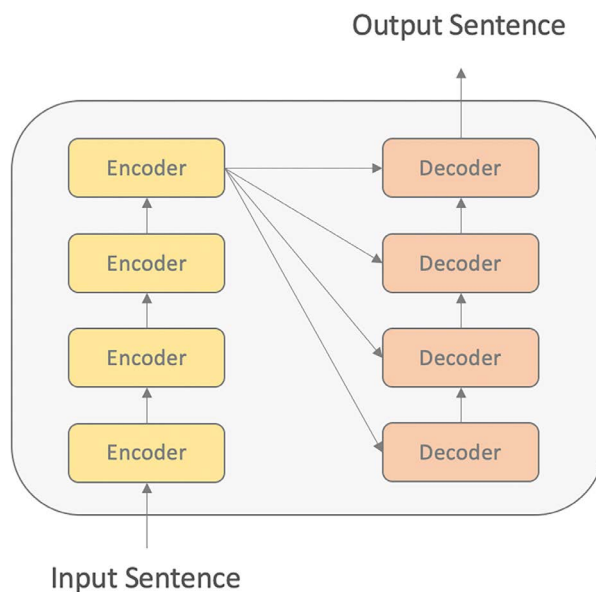 Output Sentence
Encoder
Decoder
Encoder
Decoder
Encoder
Decoder
Encoder
Decoder
Input Sentence